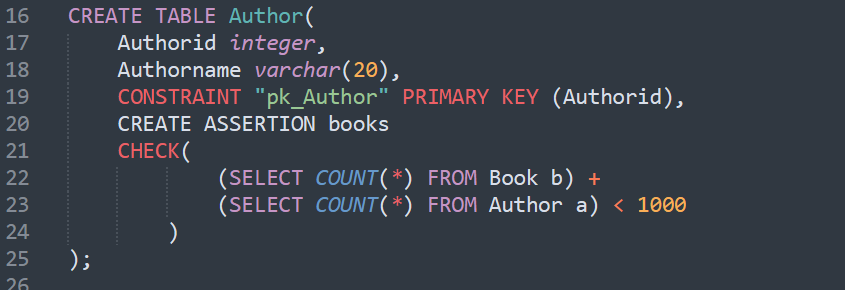 16 CREATE TABLE Author(
17     Authorid integer,
18     Authorname varchar(20),
19     CONSTRAINT "pk_Author" PRIMARY KEY (Authorid),
20     CREATE ASSERTION books
21     CHECK(
22             (SELECT COUNT(*) FROM Book b) +
23             (SELECT COUNT(*) FROM Author a) < 1000
24         )
25 );
26